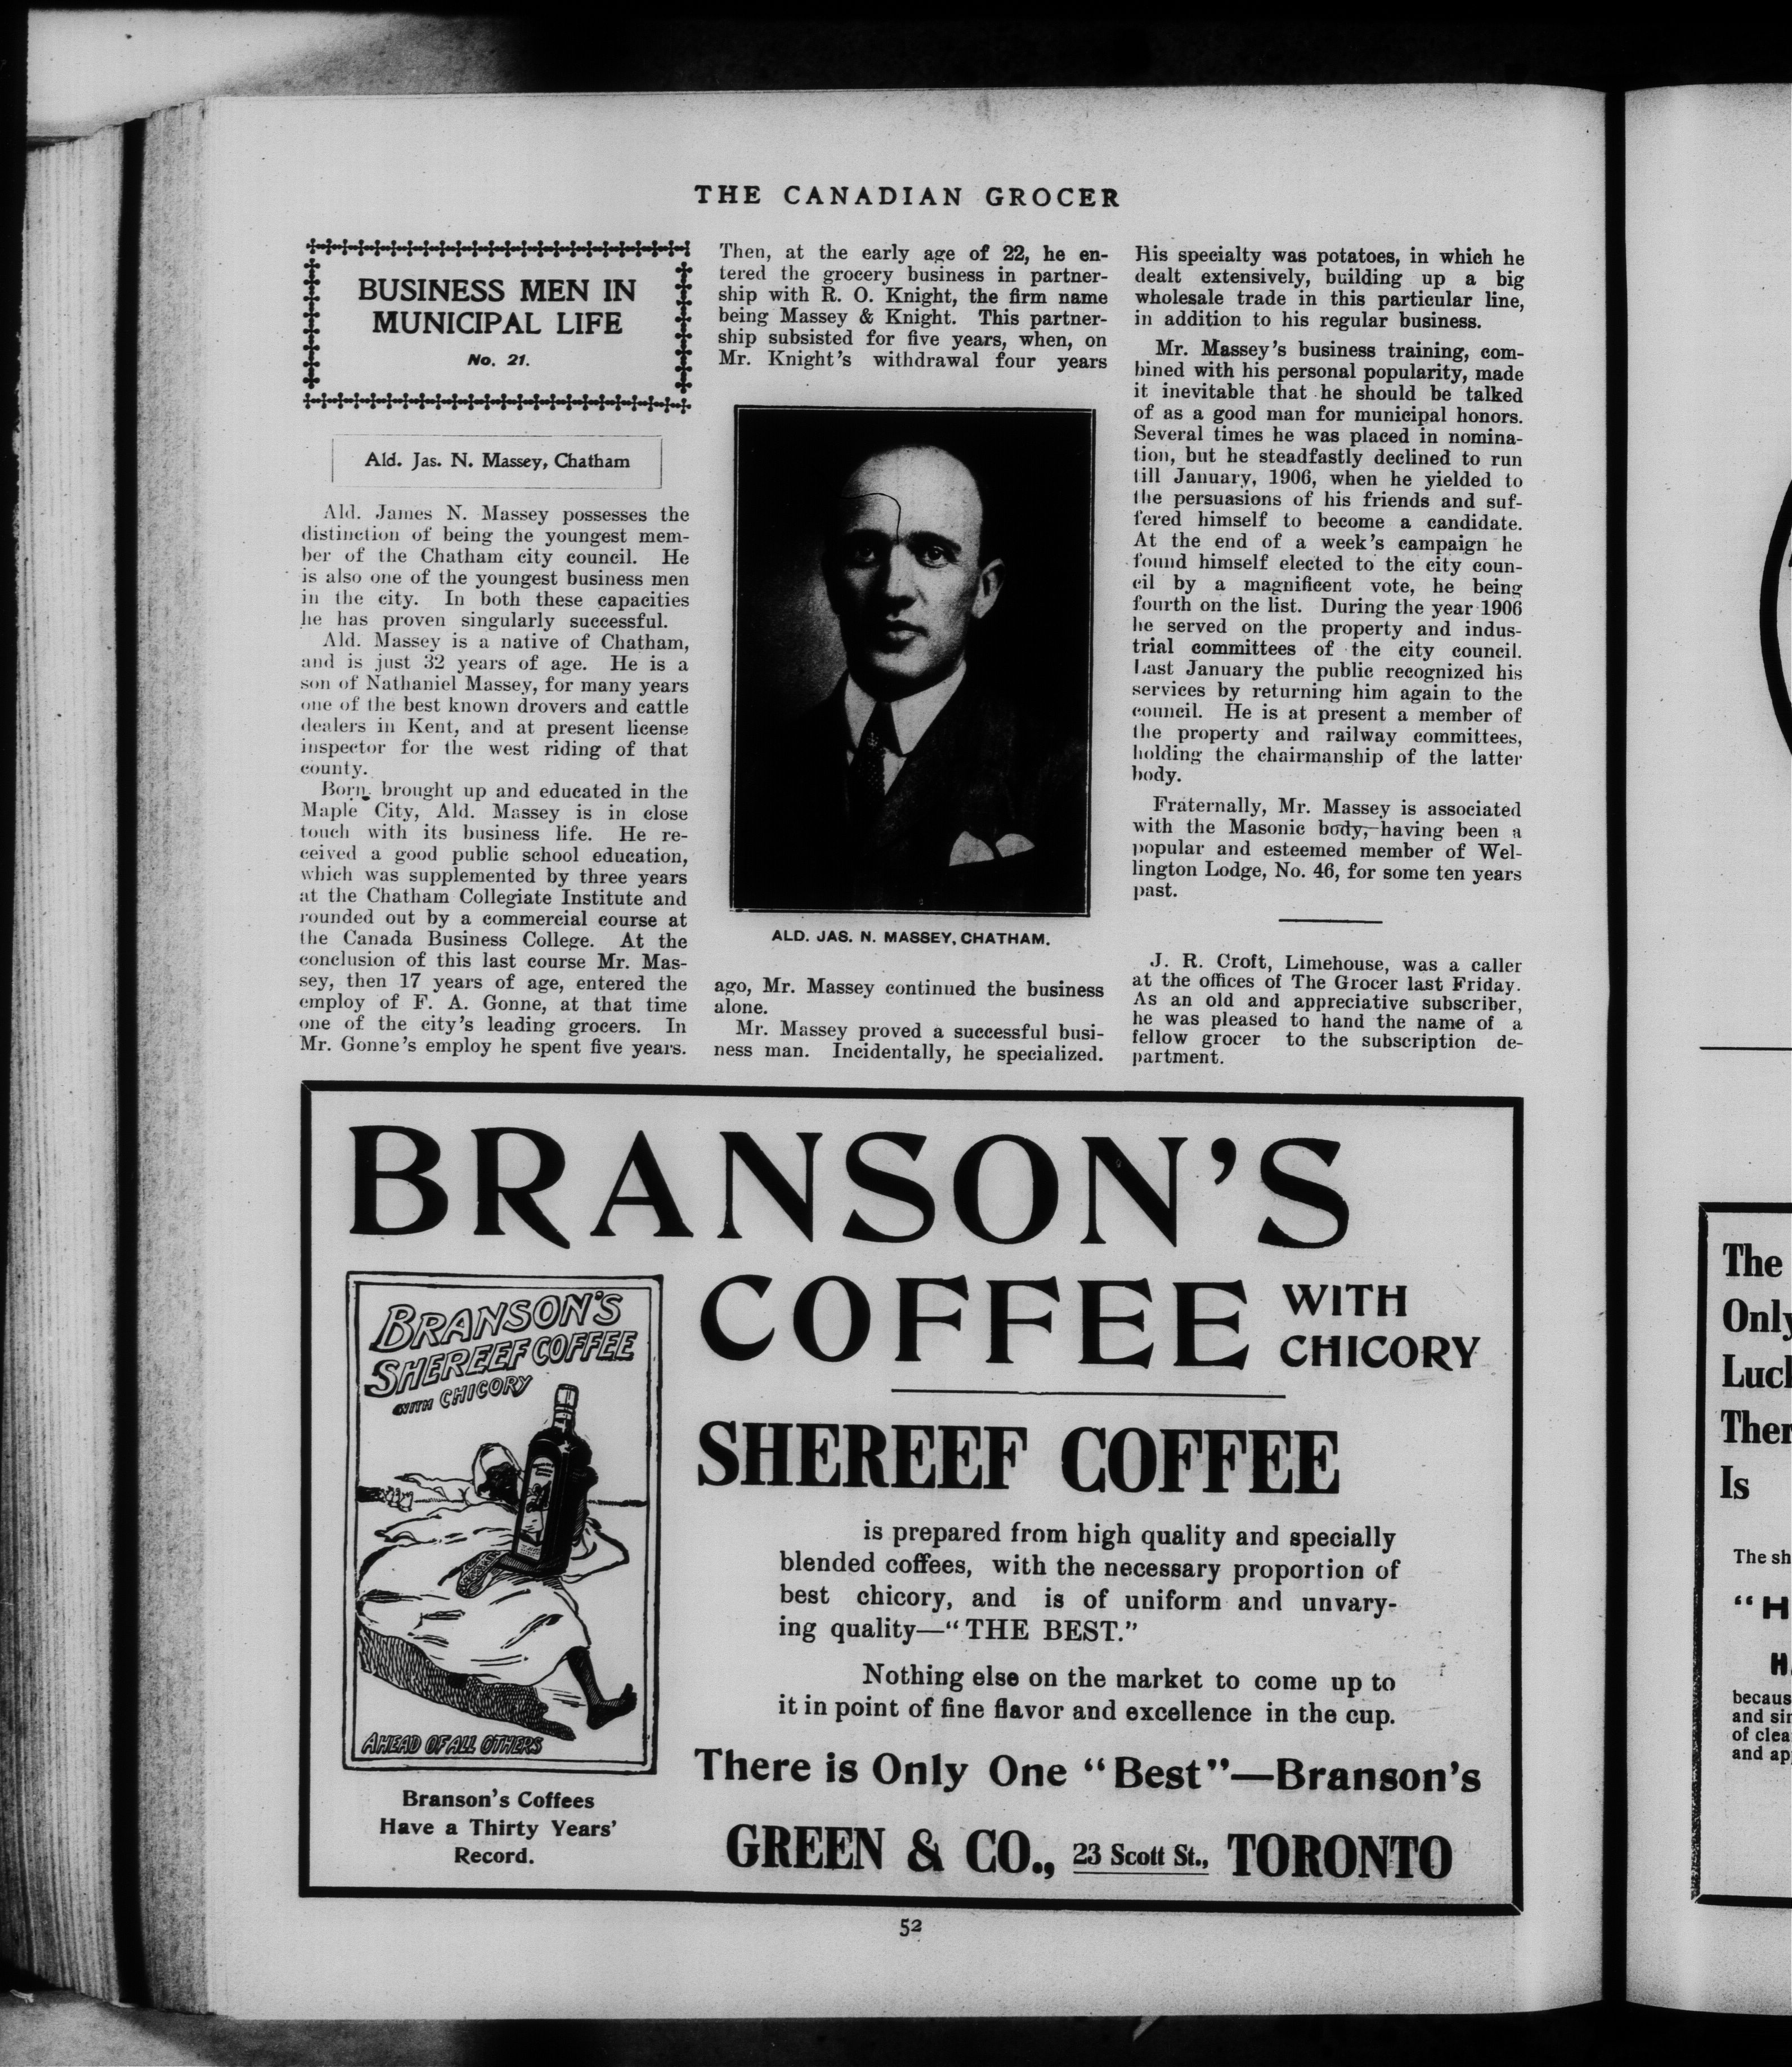 THE CANADIAN GROCER
BUSINESS MEN IN
MUNICIPAL LIFE
No. 21.
Ald. Jas. N. Massey, Chatham
Ald. James N. Massey possesses the
distinction of being the youngest mem-
ber of the Chatham city council. He
is also one of the youngest business men
in the city. In both these capacities
he has proven singularly successful.
Ald. Massey is a native of Chatham,
and is just 32 years of age. He is a
son of Nathaniel Massey, for many years
one of the best known drovers and cattle
dealers in Kent, and at present license
inspector for the west riding of that
county.
Born, brought up and educated in the
Maple City, Ald. Massey is in close
touch with its business life. He re-
ceived a good public school education,
which was supplemented by three years
at the Chatham Collegiate Institute and
rounded out by a commercial course at
the Canada Business College. At the
conclusion of this last course Mr. Mas-
sey, then 17 years of age, entered the
employ of F. A. Gonne, at that time
one of the city's leading grocers. In
Mr. Gonne's employ he spent five years.
Then, at the early age of 22, he en-
tered the grocery business in partner-
ship with R. O. Knight, the firm name
being Massey & Knight. This partner-
ship subsisted for five years, when, on
Mr. Knight's withdrawal four years
ALD. JAS. N. MASSEY, CHATHAM.
ago, Mr. Massey continued the business
alone.
Mr. Massey proved a successful busi-
ness man. Incidentally, he specialized.
His specialty was potatoes, in which he
dealt extensively, building up a big
wholesale trade in this particular line,
in addition to his regular business.
Mr. Massey's business training, com-
bined with his personal popularity, made
it inevitable that he should be talked
of as a good man for municipal honors.
Several times he was placed in nomina-
tion, but he steadfastly declined to run
till January, 1906, when he yielded to
the persuasions of his friends and suf-
fered himself to become a candidate.
At the end of a week's campaign he
found himself elected to the city coun-
cil by a magnificent vote, he being
fourth on the list. During the year 1906
he served on the property and indus-
trial committees of the city council.
Last January the public recognized his
services by returning him again to the
council. He is at present a member of
the property and railway committees,
holding the chairmanship of the latter
body.
Fraternally, Mr. Massey is associated
with the Masonic body, having been a
popular and esteemed member of Wel-
lington Lodge, No. 46, for some ten years
past.
J. R. Croft, Limehouse, was a caller
at the offices of The Grocer last Friday.
As an old and appreciative subscriber,
he was pleased to hand the name of a
fellow grocer to the subscription de-
partment.
BRANSON'S
COFFEE WITH
CHICORY
BRANSON'S
SHEREEF COFFEE
WITH CHICORY
AHEAD OF ALL OTHERS
Branson's Coffees
Have a Thirty Years'
Record.
SHEREEF COFFEE
is prepared from high quality and specially
blended coffees, with the necessary proportion of
best chicory, and is of uniform and unvary-
ing quality—"THE BEST."
Nothing else on the market to come up to
it in point of fine flavor and excellence in the cup.
There is Only One "Best"—Branson's
GREEN & CO., 23 Scott St., TORONTO
52
The
Only
Ther
Is
The sh
"H
H.
becaus
and sin
of clea
and ap